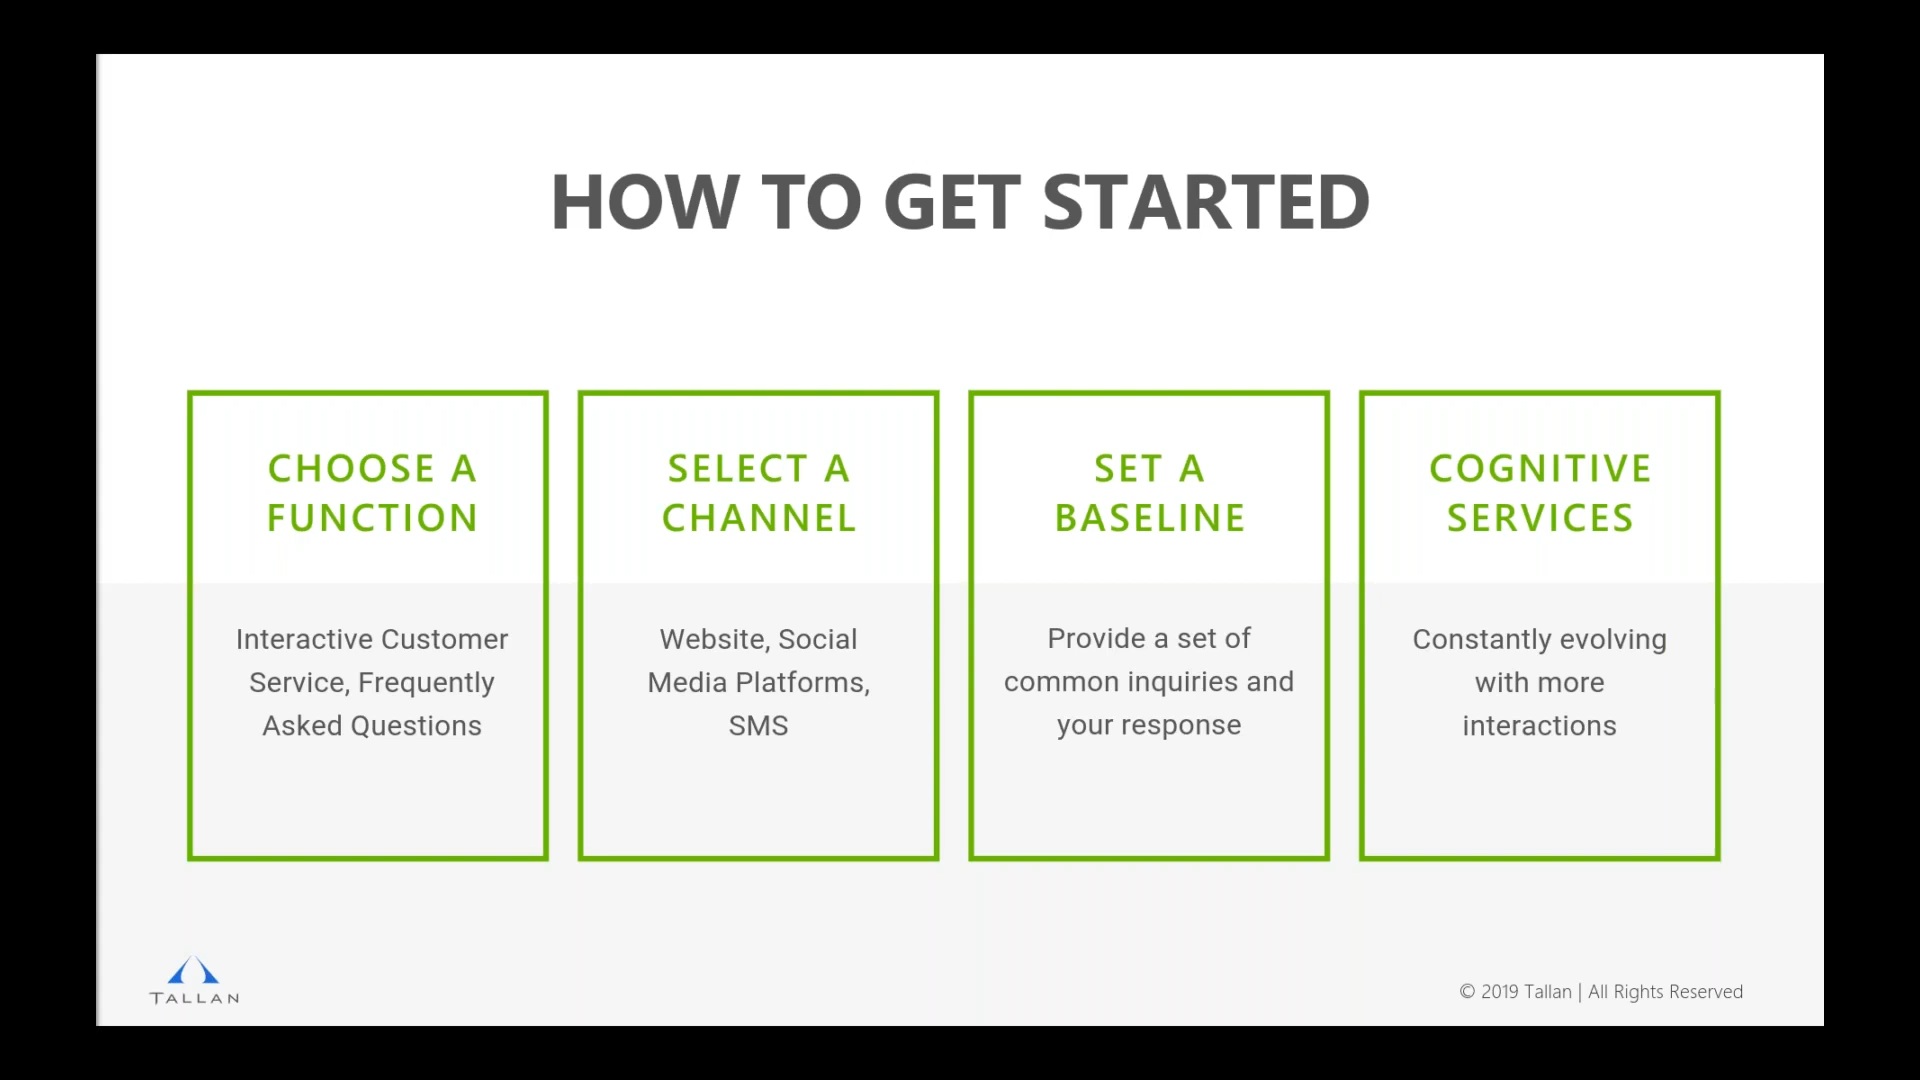 HOW TO GET STARTED
CHOOSE A
FUNCTION
Interactive Customer
Service, Frequently
Asked Questions
SELECT A
CHANNEL
Website, Social
Media Platforms,
SMS
SET A
BASELINE
Provide a set of
common inquiries and
your response
COGNITIVE
SERVICES
Constantly evolving
with more
interactions
TALLAN
© 2019 Tallan | All Rights Reserved